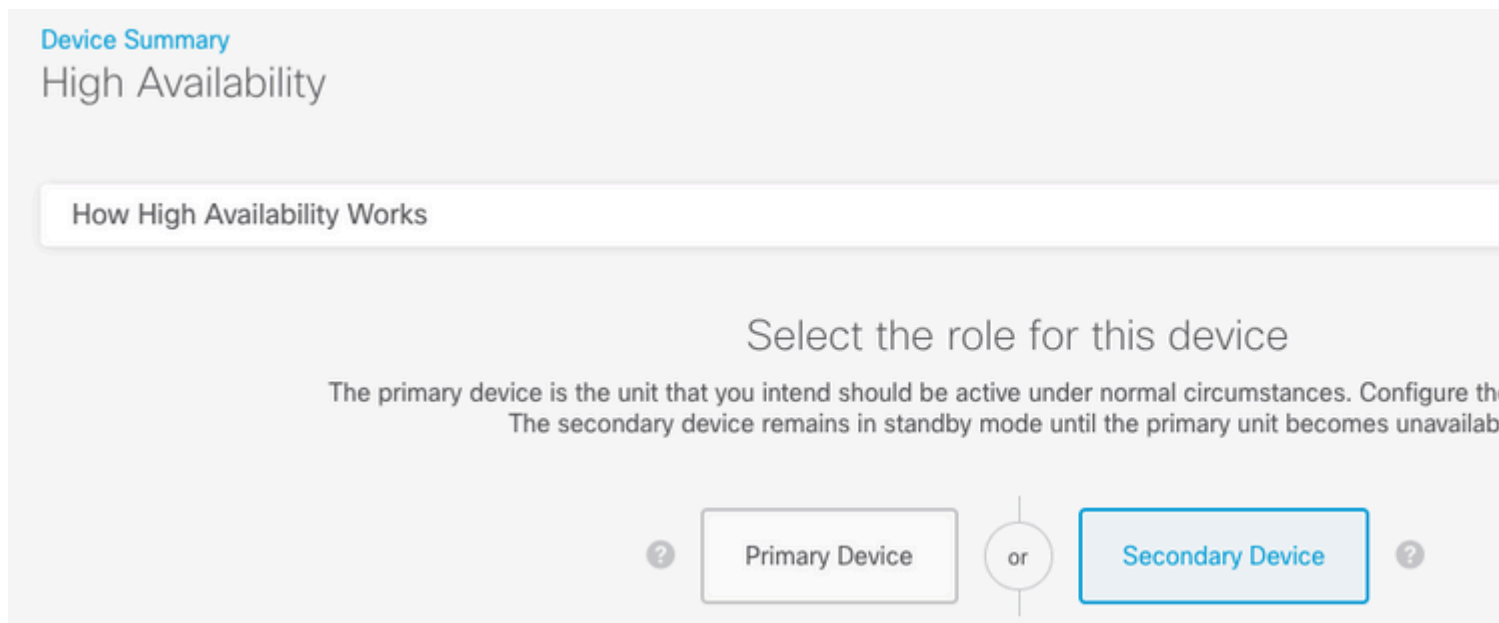 Device Summary
High Availability
How High Availability Works
Select the role for this device
The primary device is the unit that you intend should be active under normal circumstances. Configure
The secondary device remains in standby mode until the primary unit becomes
? Primary Device or Secondary Device ?